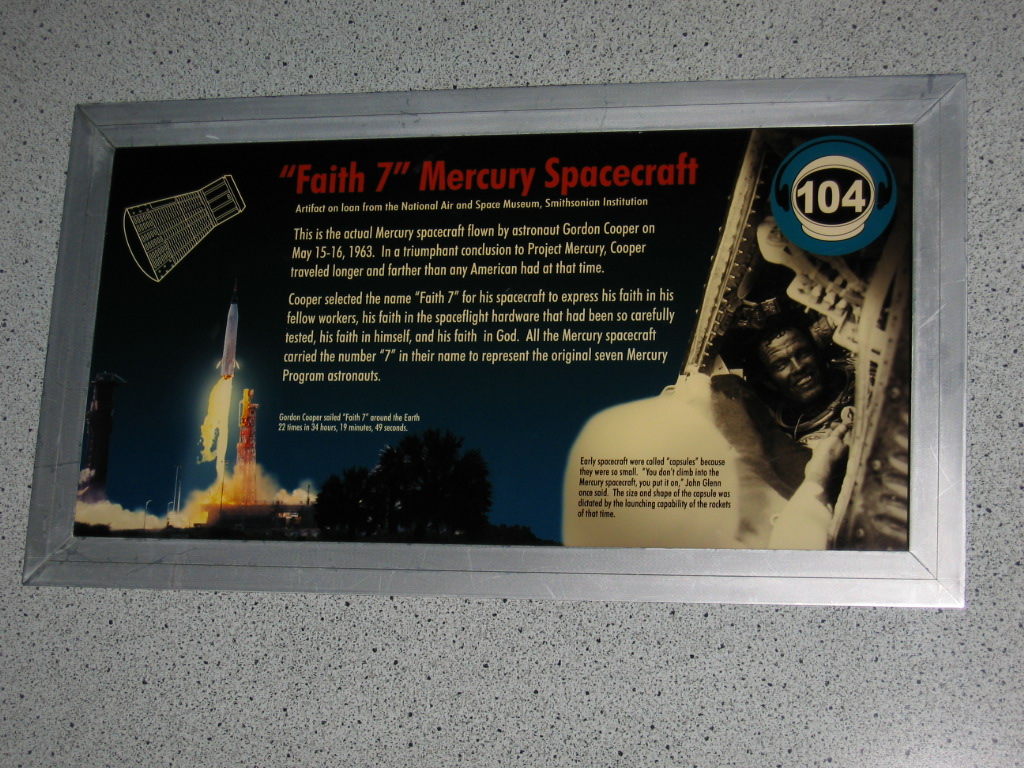 "Faith 7" Mercury Spacecraft
104
Artifact on loan from the National Air and Space Museum, Smithsonian Institution
This is the actual Mercury spacecraft flown by astronaut Gordon Cooper on
May 15-16, 1963. In a triumphant conclusion to Project Mercury, Cooper
traveled longer and farther than any American had at that time.
Cooper selected the name "Faith 7" for his spacecraft to express his faith in his
fellow workers, his faith in the spaceflight hardware that had been so carefully
tested, his faith in himself, and his faith in God. All the Mercury spacecraft
carried the number "7" in their name to represent the original seven Mercury
Program astronauts.
Gordon Cooper sailed "Faith 7" around the Earth
22 times in 34 hours, 19 minutes, 49 seconds.
Early spacecraft were called "capsules" because
they were so small. "You don't climb into the
Mercury spacecraft, you put it on," John Glenn
once said. The size and shape of the capsule was
dictated by the launching capability of the rockets
of that time.